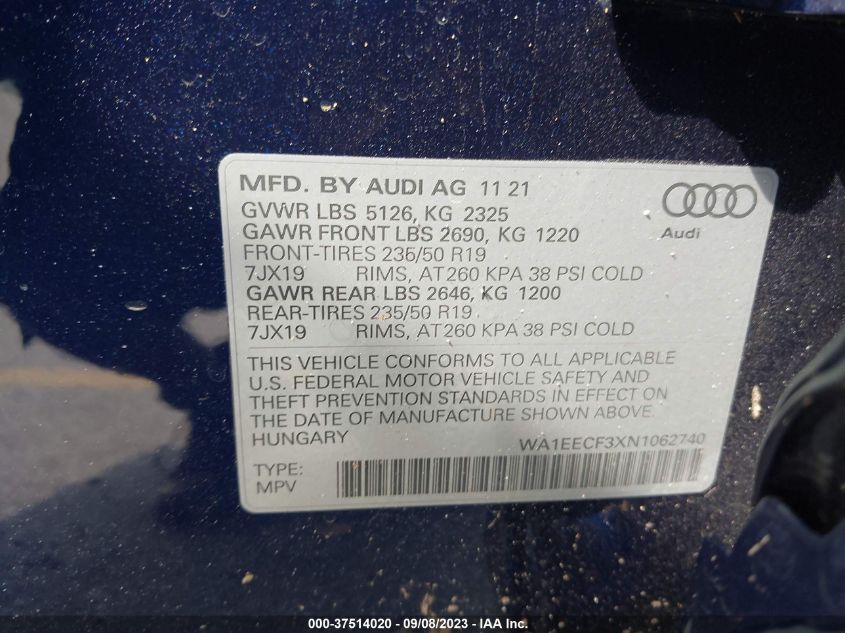 MFD. BY AUDI AG 11 21
GVWR LBS 5126, KG 2325
GAWR FRONT LBS 2690, KG 1220
FRONT-TIRES 235/50 R19
7JX19 RIMS, AT 260 KPA 38 PSI COLD
GAWR REAR LBS 2646, KG 1200
REAR-TIRES 235/50 R19
7JX19 RIMS, AT 260 KPA 38 PSI COLD
Audi
THIS VEHICLE CONFORMS TO ALL APPLICABLE
U.S. FEDERAL MOTOR VEHICLE SAFETY AND
THEFT PREVENTION STANDARDS IN EFFECT ON
THE DATE OF MANUFACTURE SHOWN ABOVE.
HUNGARY WA1EECF3XN1062740
TYPE:
MPV
000-37514020 - 09/08/2023 - IAA Inc.